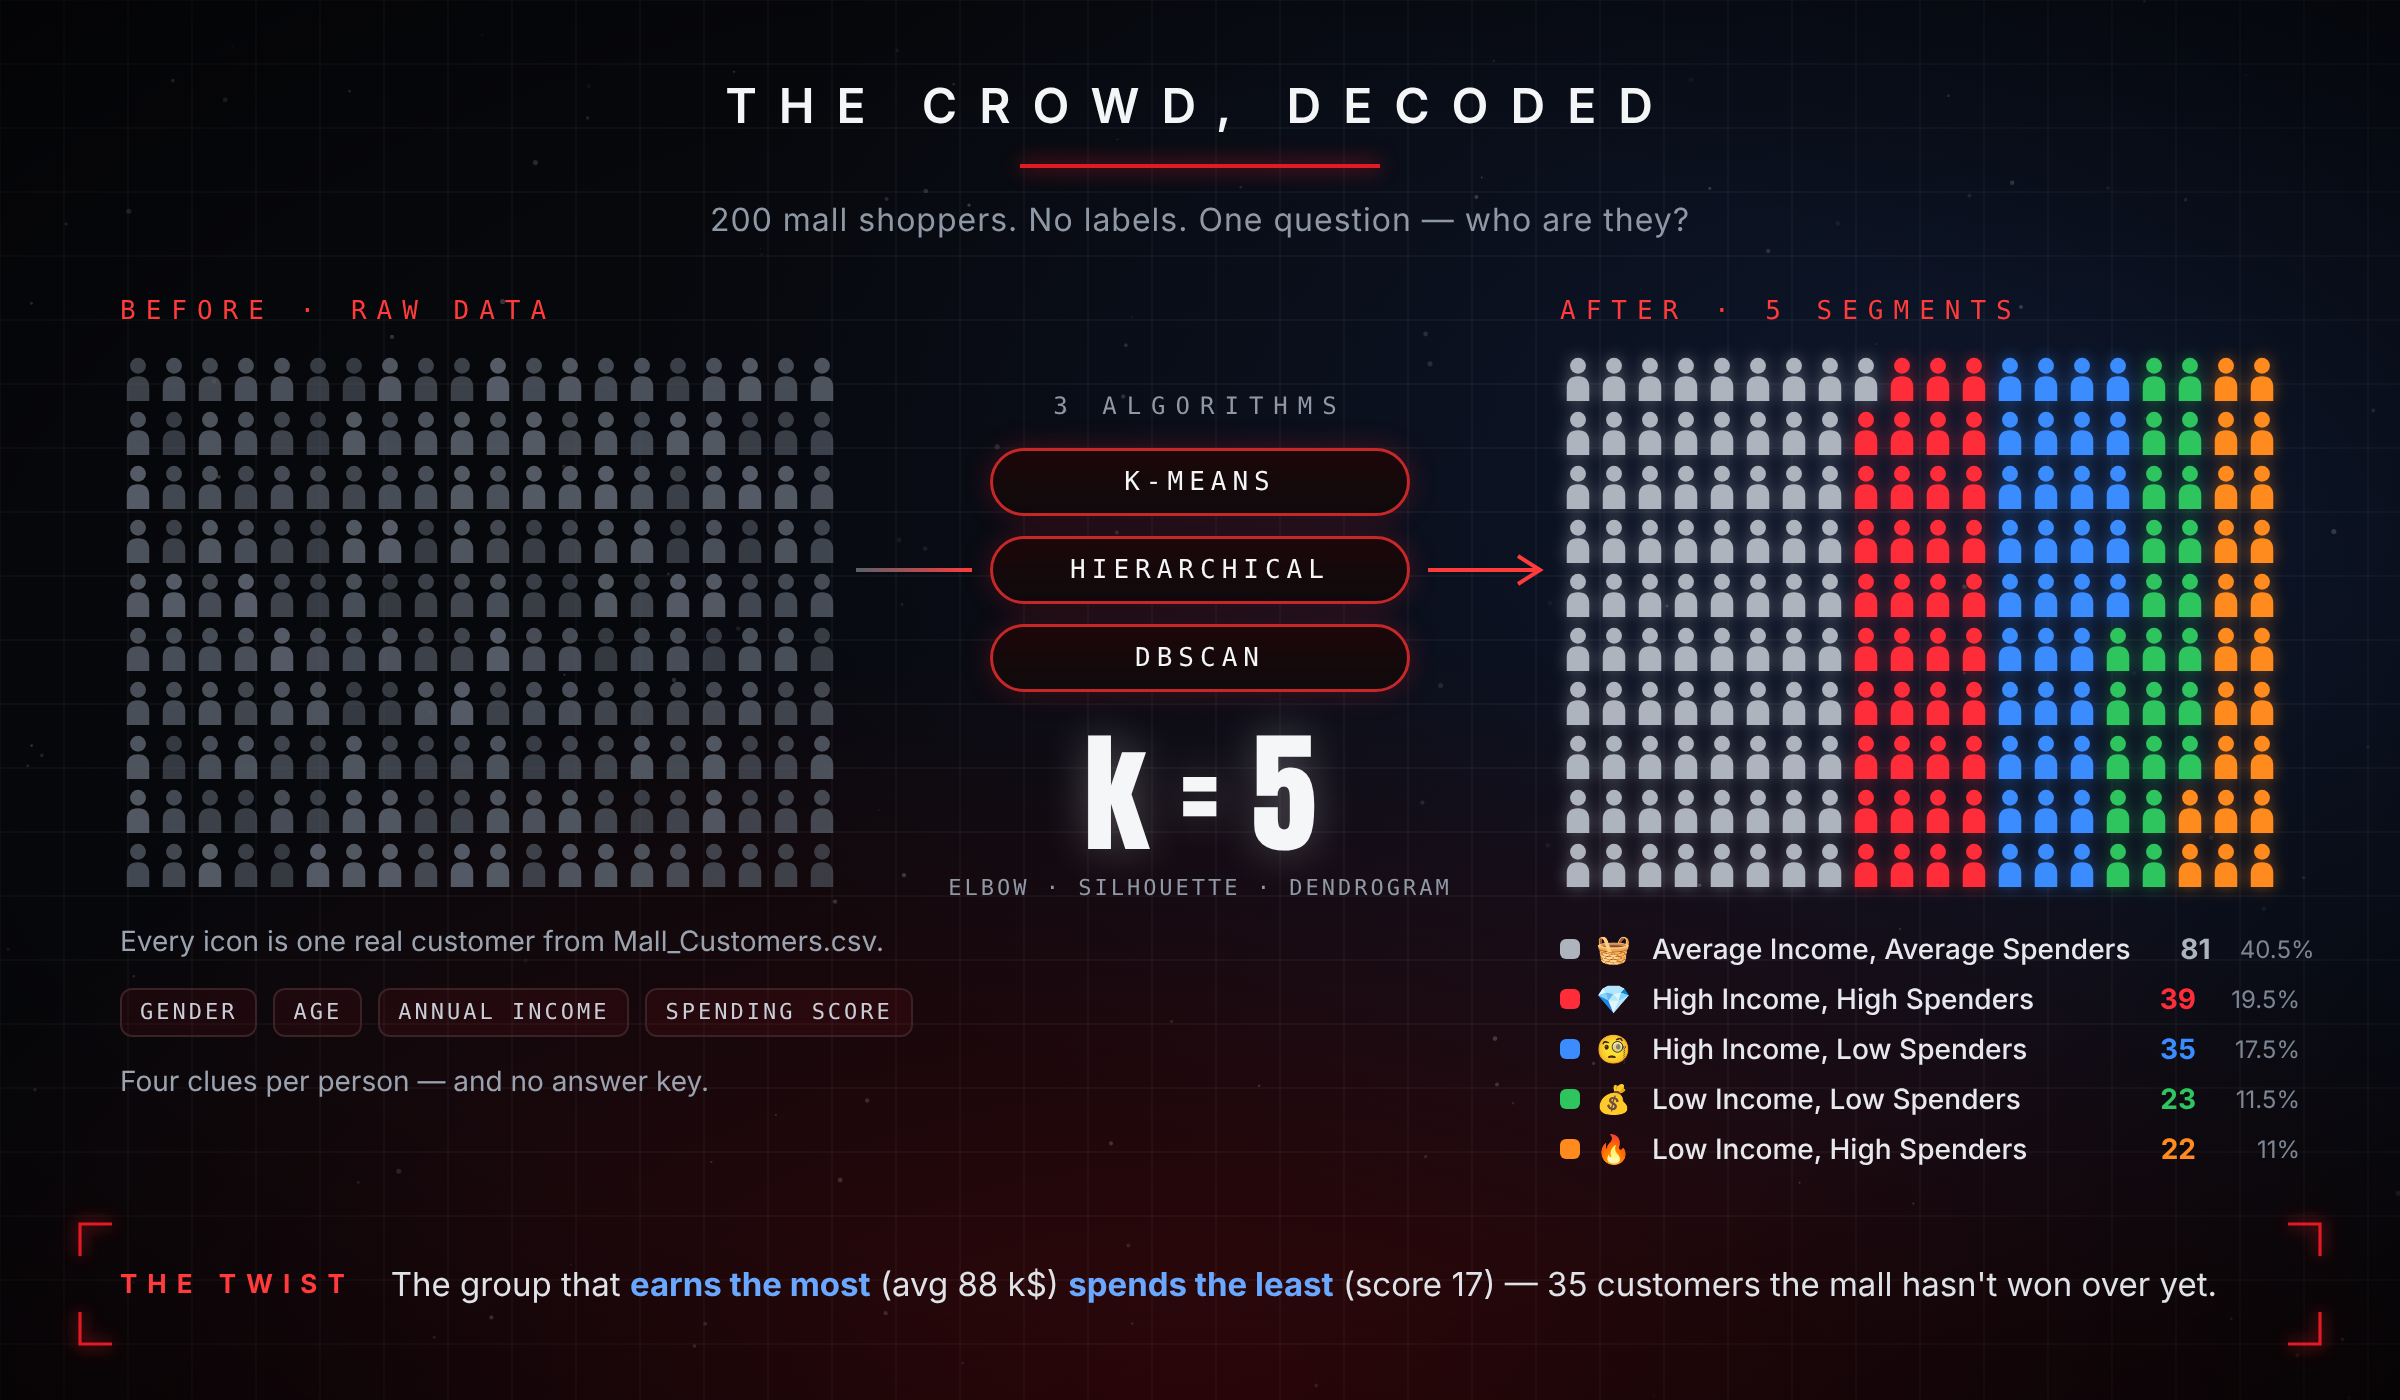 THE CROWD, DECODED
200 mall shoppers. No labels. One question — who are they?
BEFORE · RAW DATA
3 ALGORITHMS
K-MEANS
HIERARCHICAL
DBSCAN
k = 5
ELBOW · SILHOUETTE · DENDROGRAM
AFTER · 5 SEGMENTS
Every icon is one real customer from Mall_Customers.csv.
GENDER AGE ANNUAL INCOME SPENDING SCORE
Four clues per person — and no answer key.
Average Income, Average Spenders 81 40.5%
High Income, High Spenders 39 19.5%
High Income, Low Spenders 35 17.5%
Low Income, Low Spenders 23 11.5%
Low Income, High Spenders 22 11%
THE TWIST The group that earns the most (avg 88 k$) spends the least (score 17) — 35 customers the mall hasn't won over yet.